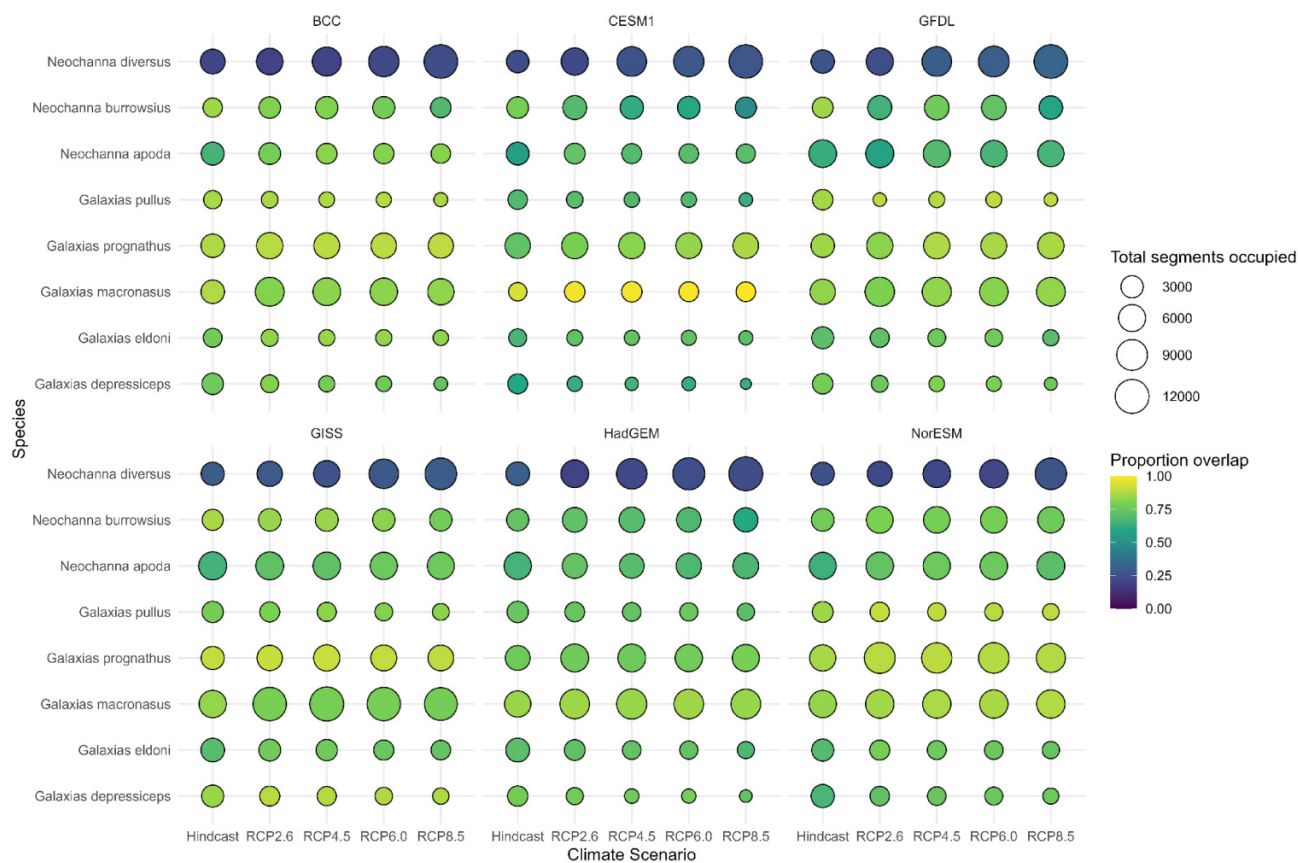 BCC
CESM1
GFDL
Neochanna diversus
Neochanna burrowsius
Neochanna apoda
Galaxias pullus
Galaxias prognathus
Galaxias macronasus
Galaxias eldoni
Galaxias depressiceps
Species
GISS
HadGEM
NorESM
Neochanna diversus
Neochanna burrowsius
Neochanna apoda
Galaxias pullus
Galaxias prognathus
Galaxias macronasus
Galaxias eldoni
Galaxias depressiceps
Hindcast RCP2.6 RCP4.5 RCP6.0 RCP8.5
Hindcast RCP2.6 RCP4.5 RCP6.0 RCP8.5
Hindcast RCP2.6 RCP4.5 RCP6.0 RCP8.5
Climate Scenario
Total segments occupied
3000
6000
9000
12000
Proportion overlap
1.00
0.75
0.50
0.25
0.00